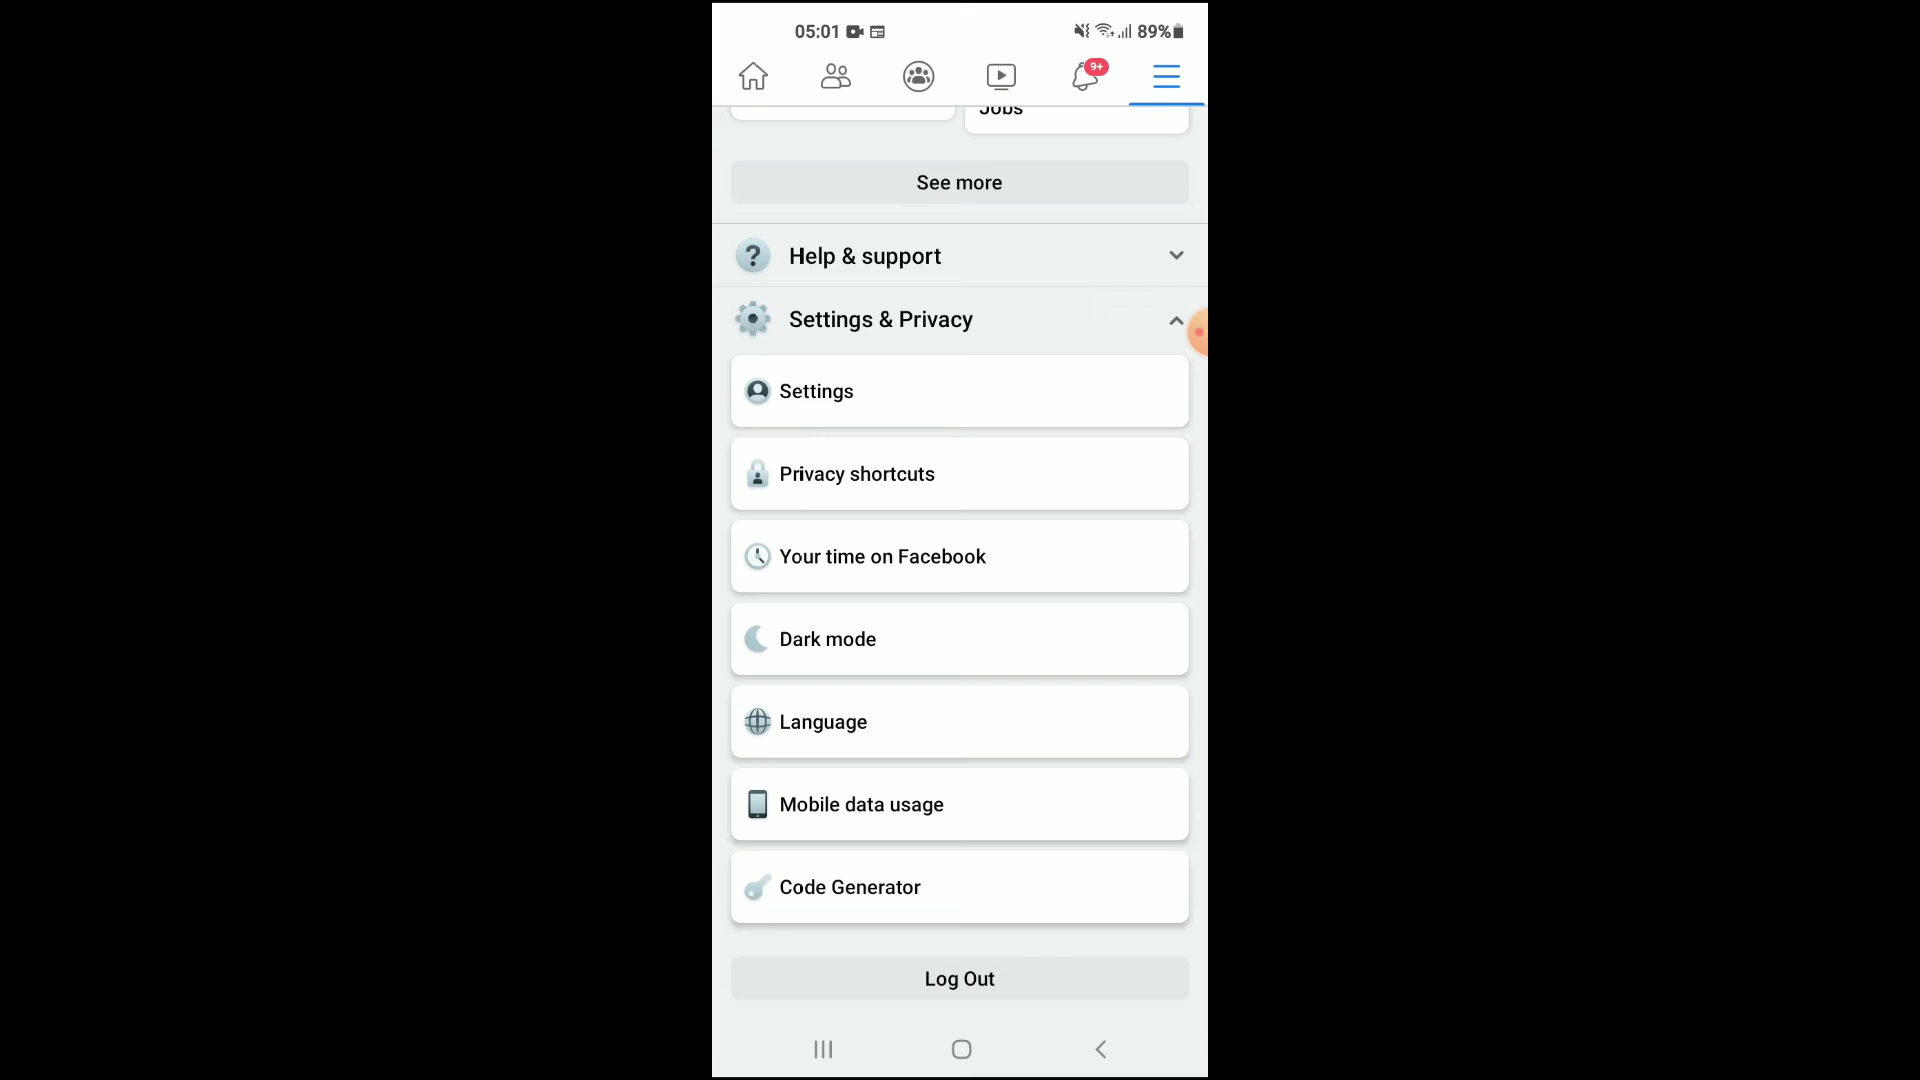 05:01
89%
9+
Jobs
See more
Help & support
Settings & Privacy
Settings
Privacy shortcuts
Your time on Facebook
Dark mode
Language
Mobile data usage
Code Generator
Log Out